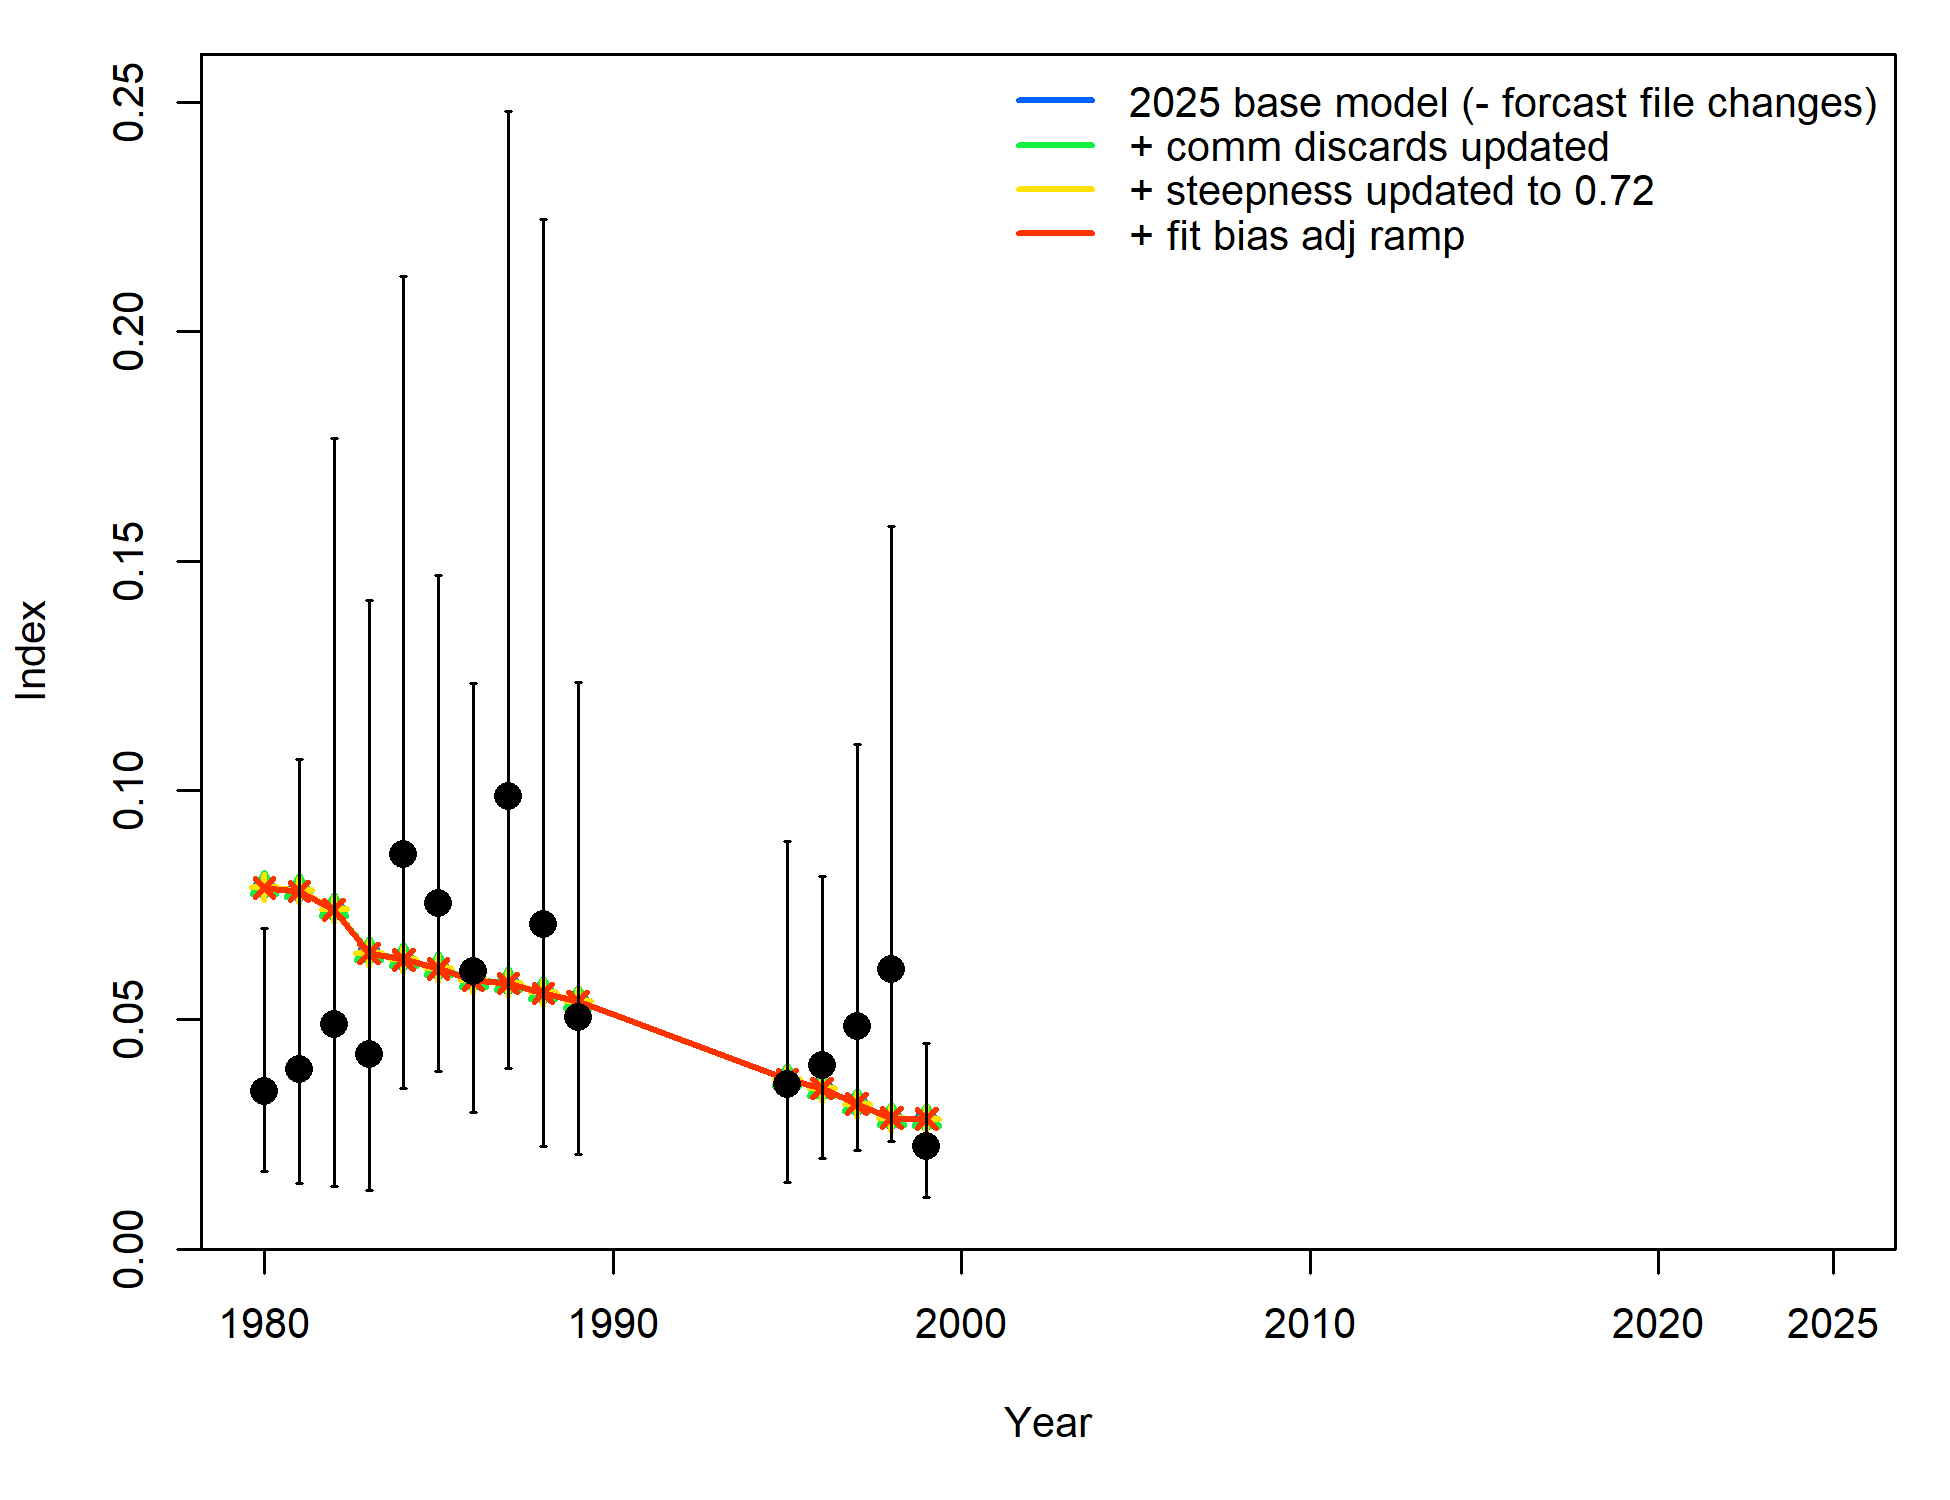 2025 base model (- forcast file changes)
+ comm discards updated
+ steepness updated to 0.72
+ fit bias adj ramp
0.25
0.20
0.15
0.10
0.05
0.00
Index
1980 1990 2000 2010 2020 2025
Year